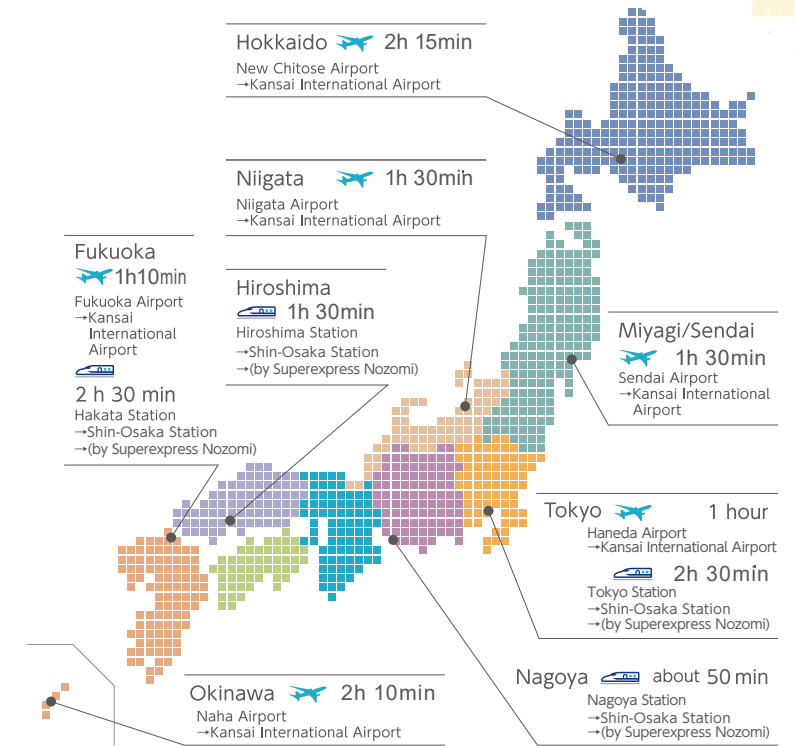 Hokkaido 2h 15min
New Chitose Airport
→Kansai International Airport
Niigata 1h 30mih
Niigata Airport
→Kansai International Airport
Fukuoka
1h10min
Fukuoka Airport
→Kansai
International
Airport
2 h 30 min
Hakata Station
→Shin-Osaka Station
→(by Superexpress Nozomi)
Hiroshima
1h 30min
Hiroshima Station
→Shin-Osaka Station
→(by Superexpress Nozomi)
Miyagi/Sendai
1h 30min
Sendai Airport
→Kansai International
Airport
Tokyo 1 hour
Haneda Airport
→Kansai International Airport
2h 30min
Tokyo Station
→Shin-Osaka Station
→(by Superexpress Nozomi)
Nagoya about 50 min
Nagoya Station
→Shin-Osaka Station
→(by Superexpress Nozomi)
Okinawa 2h 10min
Naha Airport
→Kansai International Airport